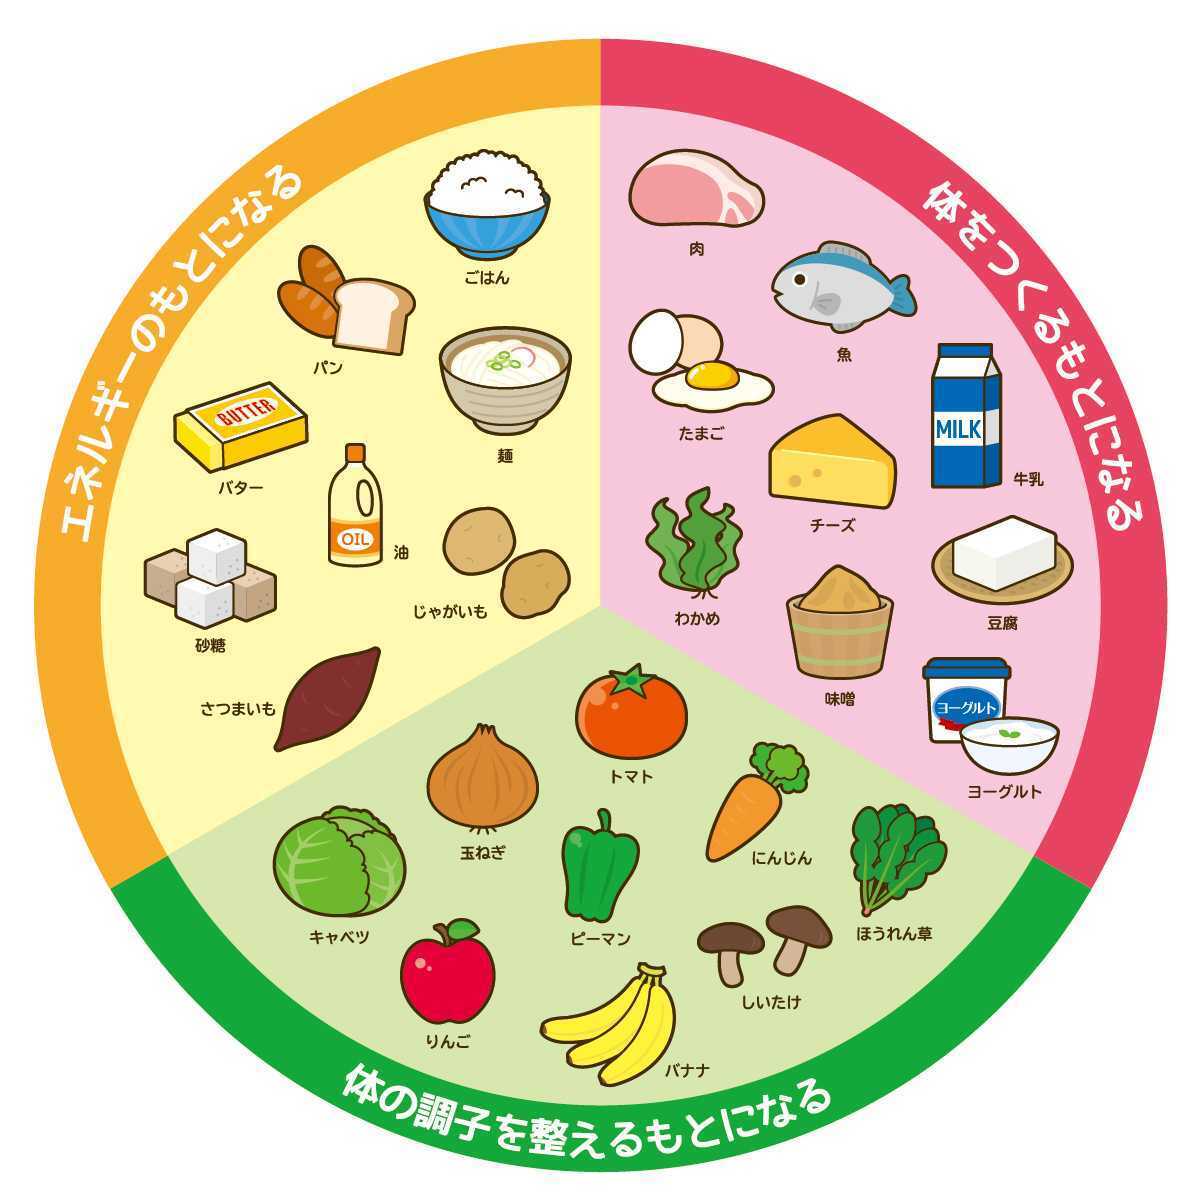 エネルギーのもとになる
ごはん
パン
麺
BUTTER
バター
OIL
油
じゃがいも
砂糖
さつまいも
体をつくるもとになる
肉
魚
たまご
MILK
牛乳
チーズ
わかめ
豆腐
味噌
ヨーグルト
ヨーグルト
体の調子を整えるもとになる
トマト
玉ねぎ
にんじん
キャベツ
ピーマン
ほうれん草
りんご
しいたけ
バナナ